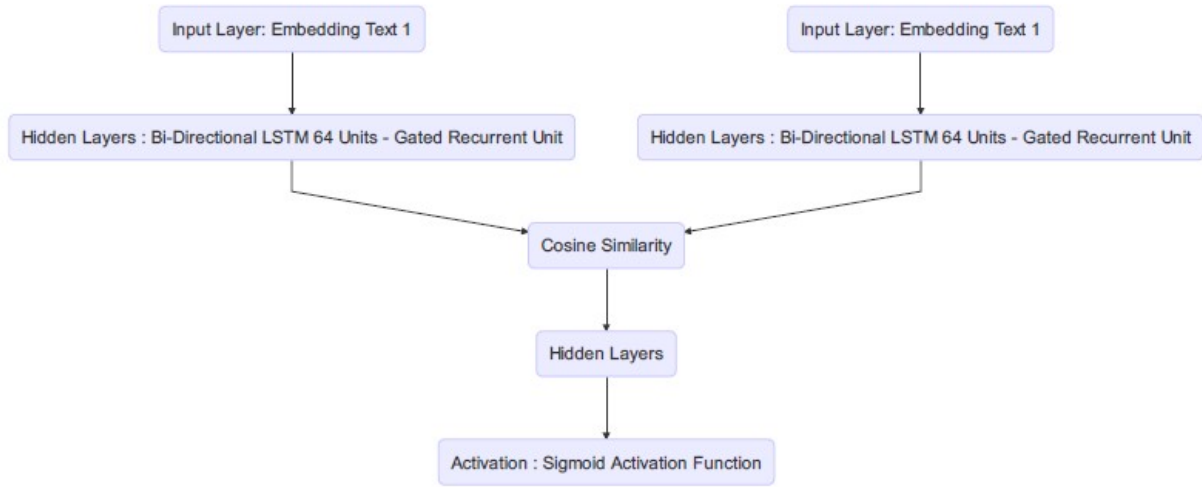 Input Layer: Embedding Text 1
Input Layer: Embedding Text 1
Hidden Layers : Bi-Directional LSTM 64 Units - Gated Recurrent Unit
Hidden Layers : Bi-Directional LSTM 64 Units - Gated Recurrent Unit
Cosine Similarity
Hidden Layers
Activation : Sigmoid Activation Function